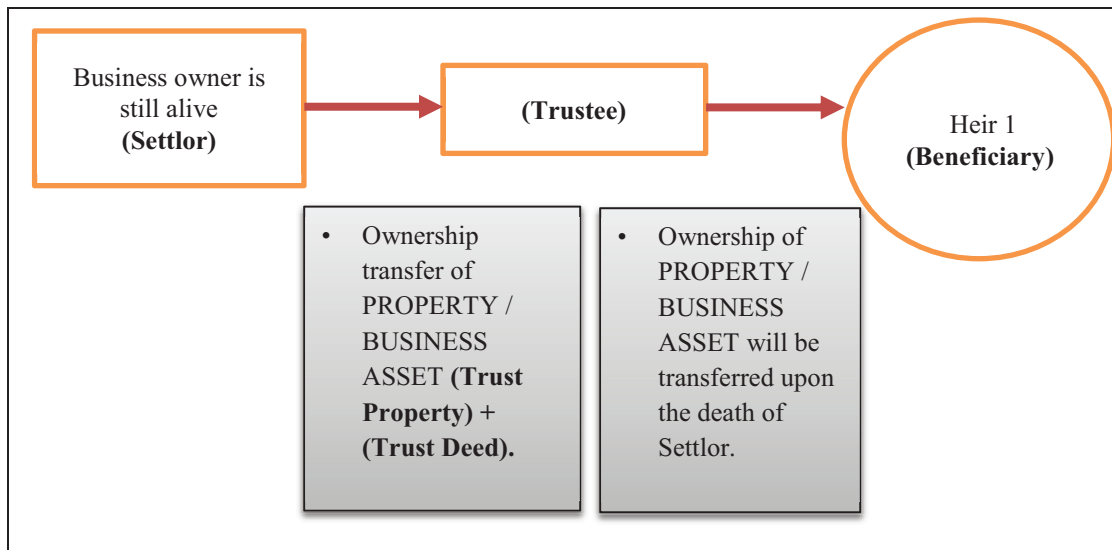 Business owner is
still alive
(Settlor)
(Trustee)
Heir 1
(Beneficiary)
• Ownership
transfer of
PROPERTY /
BUSINESS
ASSET (Trust
Property) +
(Trust Deed).
• Ownership of
PROPERTY /
BUSINESS
ASSET will be
transferred upon
the death of
Settlor.